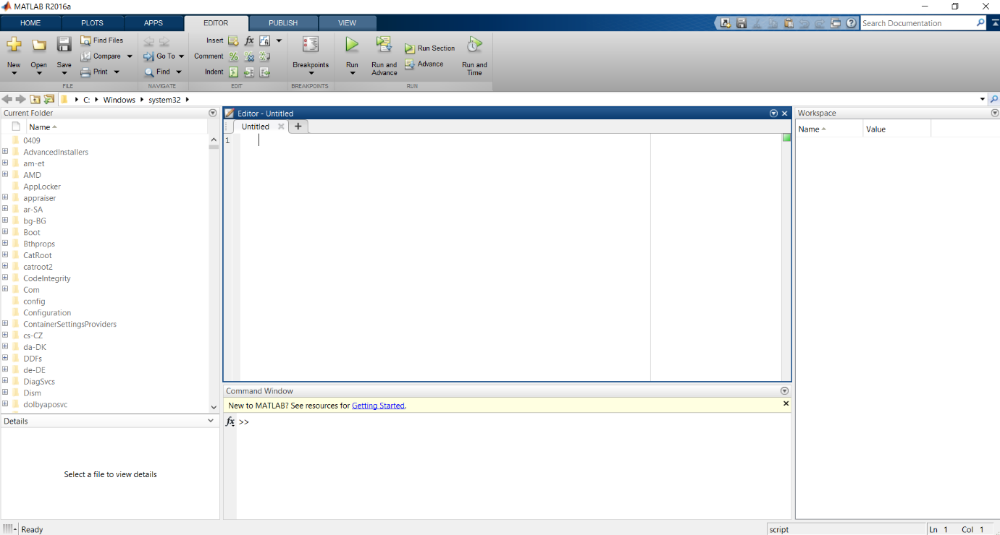 MATLAB R2016a
HOME PLOTS APPS EDITOR PUBLISH VIEW
Search Documentation
New
Open
Save
Find Files
Compare
Print
FILE
Go To
Find
NAVIGATE
Insert fx
Comment
Indent
EDIT
Breakpoints
BREAKPOINTS
Run
Run and
Advance
Run Section
Advance
Run and
Time
RUN
C: Windows system32
Current Folder
Name
0409
AdvancedInstallers
am-et
AMD
AppLocker
appraiser
ar-SA
bg-BG
Boot
Bthprops
CatRoot
catroot2
CodeIntegrity
Com
config
Configuration
ContainerSettingsProviders
cs-CZ
da-DK
DDFs
de-DE
DiagSvcs
Dism
dolbyaposvc
Details
Select a file to view details
Editor - Untitled
Untitled
1
Command Window
New to MATLAB? See resources for Getting Started.
fx >>
Workspace
Name Value
Ready
script
Ln 1 Col 1